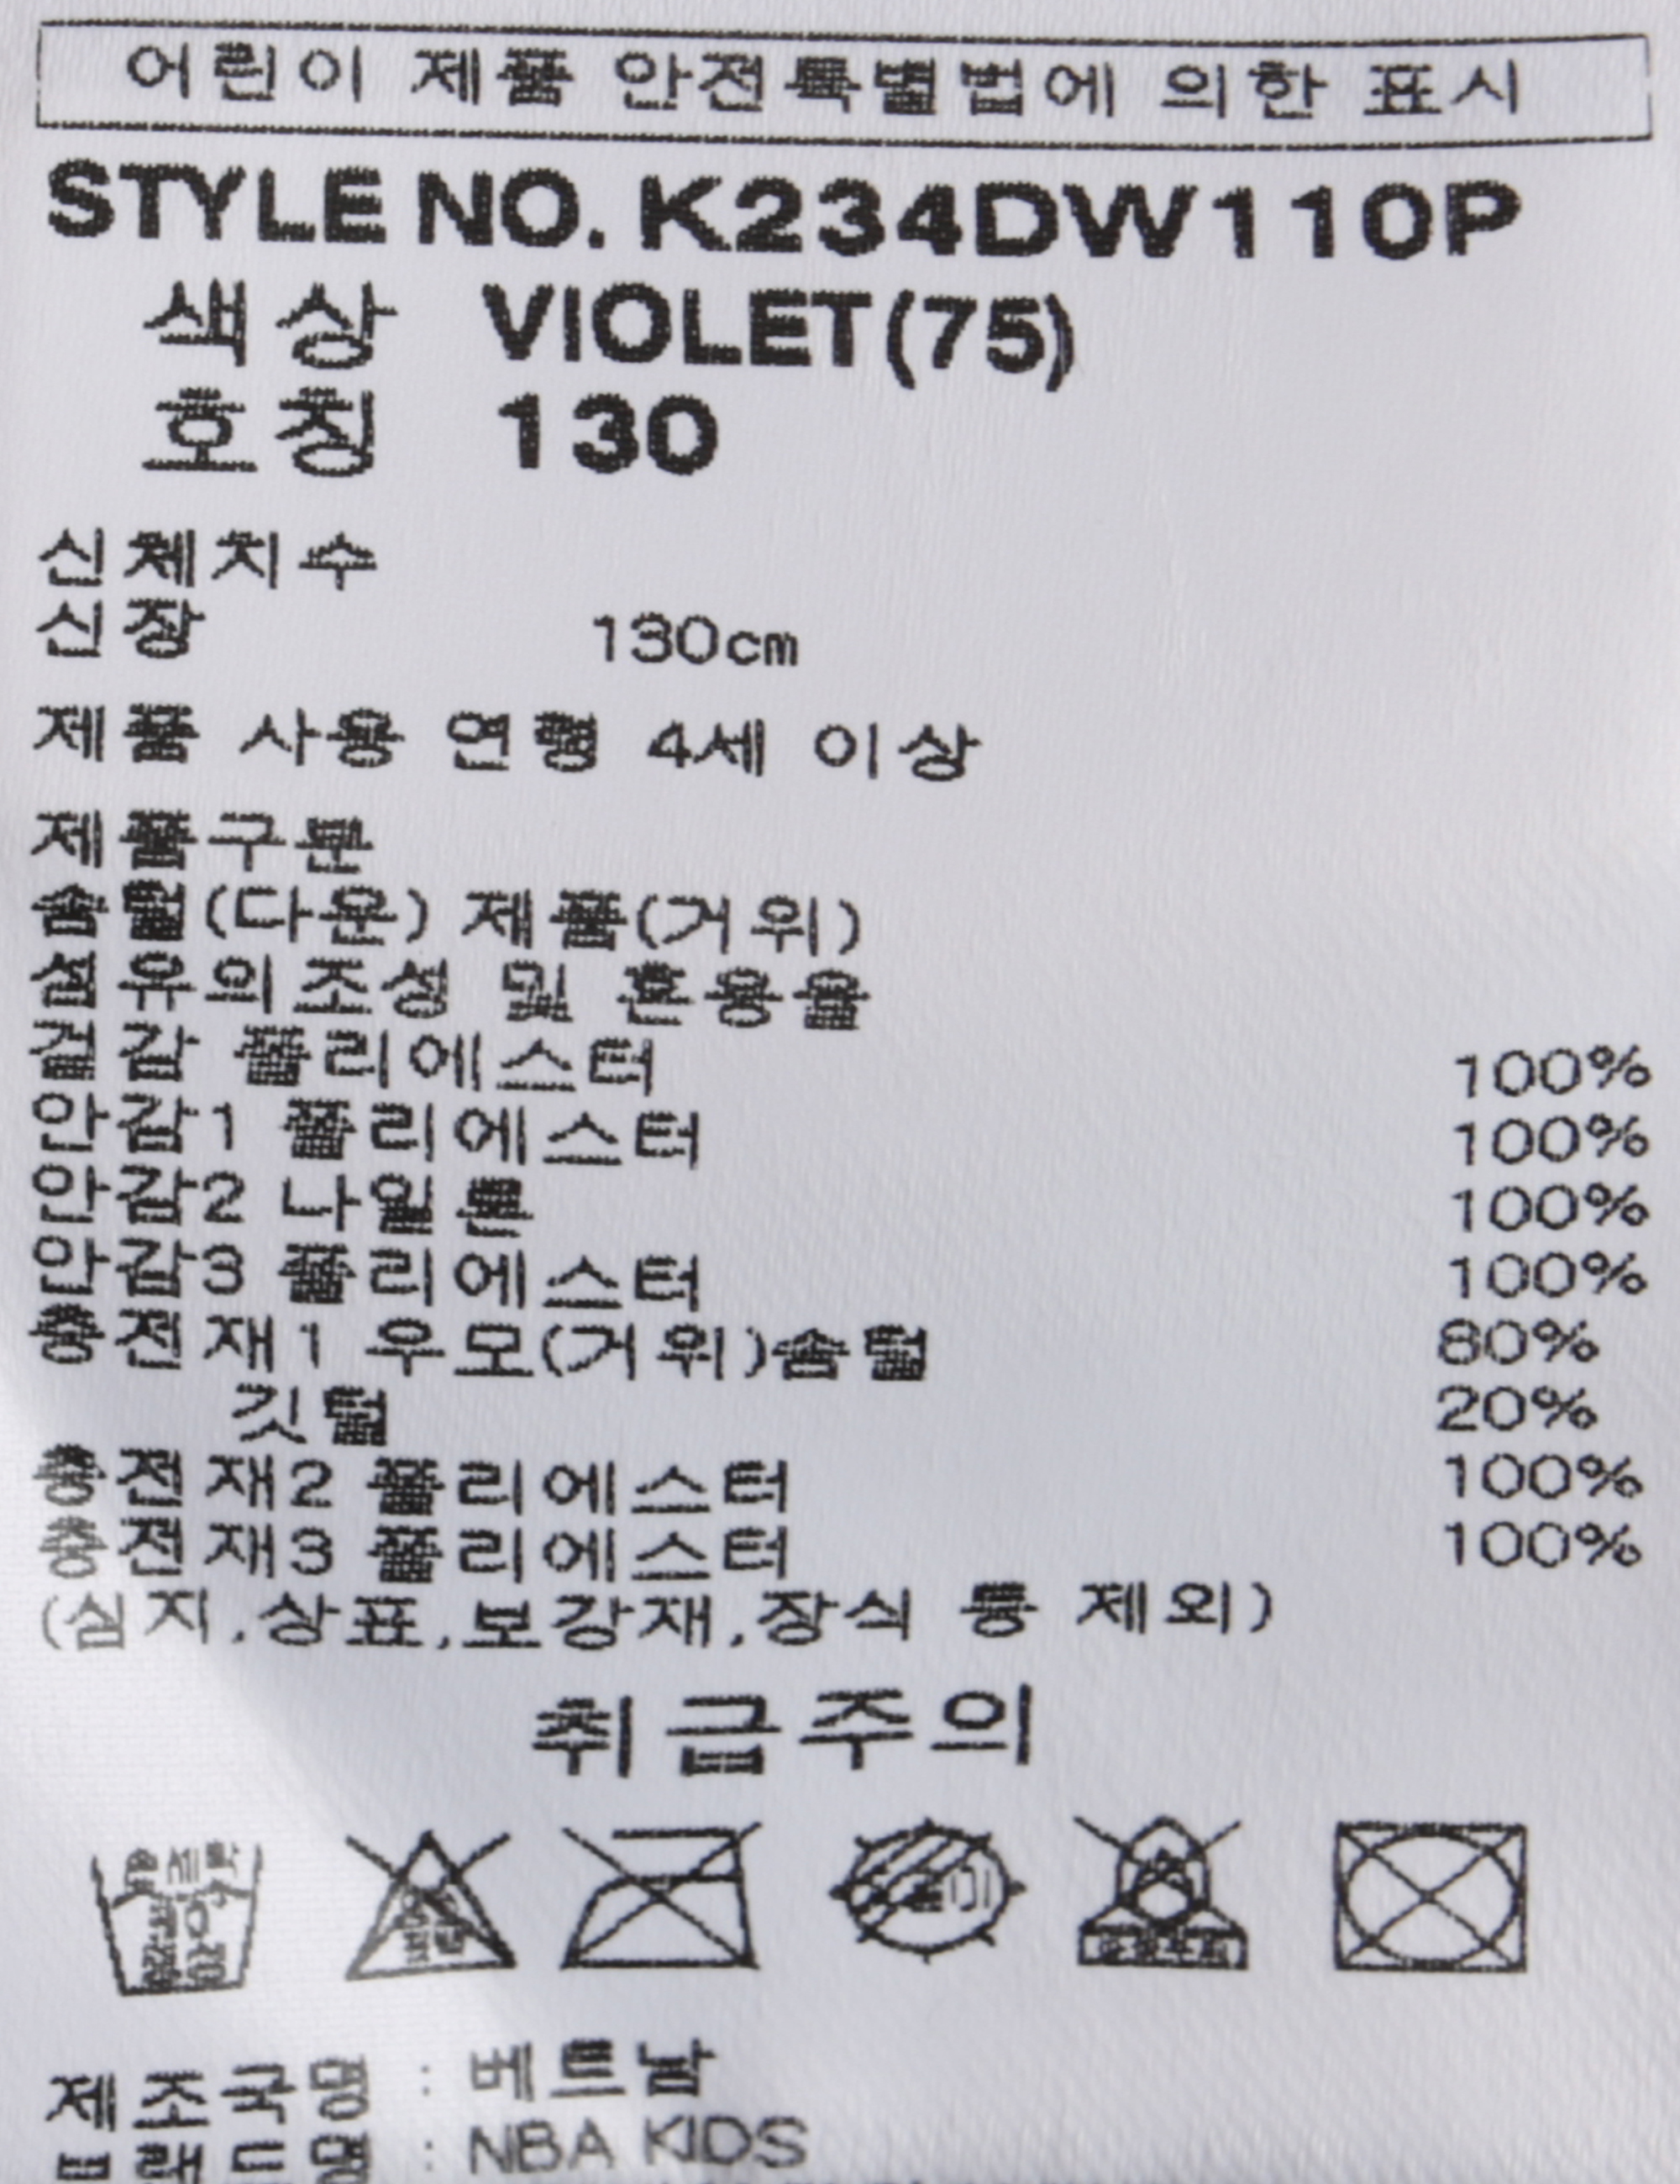 어린이 제품 안전특별법에 의한 표시
STYLE NO. K234DW110P
색상 VIOLET(75)
호칭 130
신체치수
신장 130cm
제품 사용 연령 4세 이상
제품구분
솜털(다운) 제품(거위)
섬유의조성 및 혼용율
겉감 폴리에스터 100%
안감1 폴리에스터 100%
안감2 나일론 100%
안감3 폴리에스터 100%
충전재1 우모(거위)솜털 80%
깃털 20%
충전재2 폴리에스터 100%
충전재3 폴리에스터 100%
(심지,상표,보강재,장식 등 제외)
취급주의
제조국명 : 베트남
브랜드명 : NBA KIDS